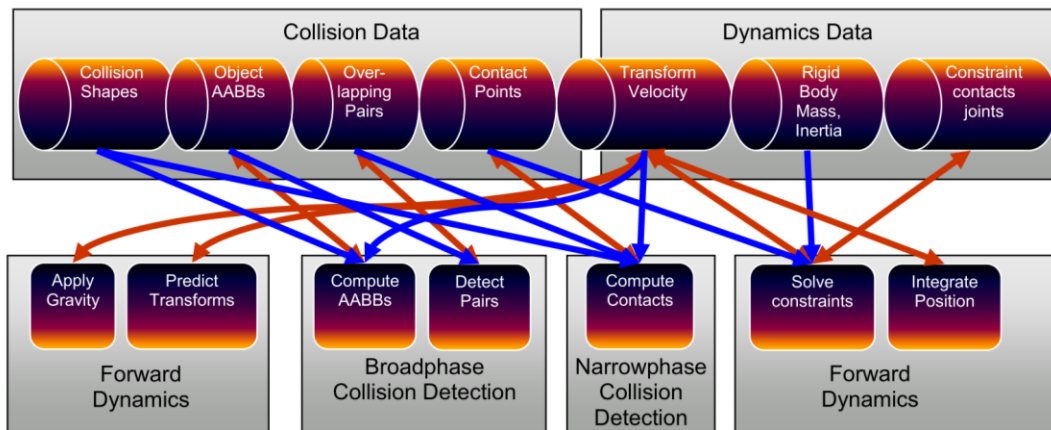 Collision Data
Dynamics Data
Collision
Shapes
Object
AABBs
Over-
lapping
Pairs
Contact
Points
Transform
Velocity
Rigid
Body
Mass,
Inertia
Constraint
contacts
joints
Apply
Gravity
Predict
Transforms
Compute
AABBs
Detect
Pairs
Compute
Contacts
Solve
constraints
Integrate
Position
Forward
Dynamics
Broadphase
Collision Detection
Narrowphase
Collision
Detection
Forward
Dynamics